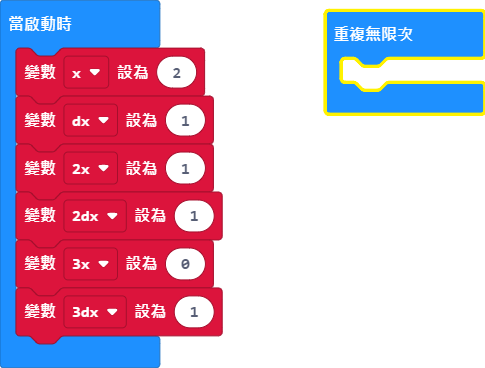 當啟動時
變數 x 設為 2
變數 dx 設為 1
變數 2x 設為 1
變數 2dx 設為 1
變數 3x 設為 0
變數 3dx 設為 1
重複無限次